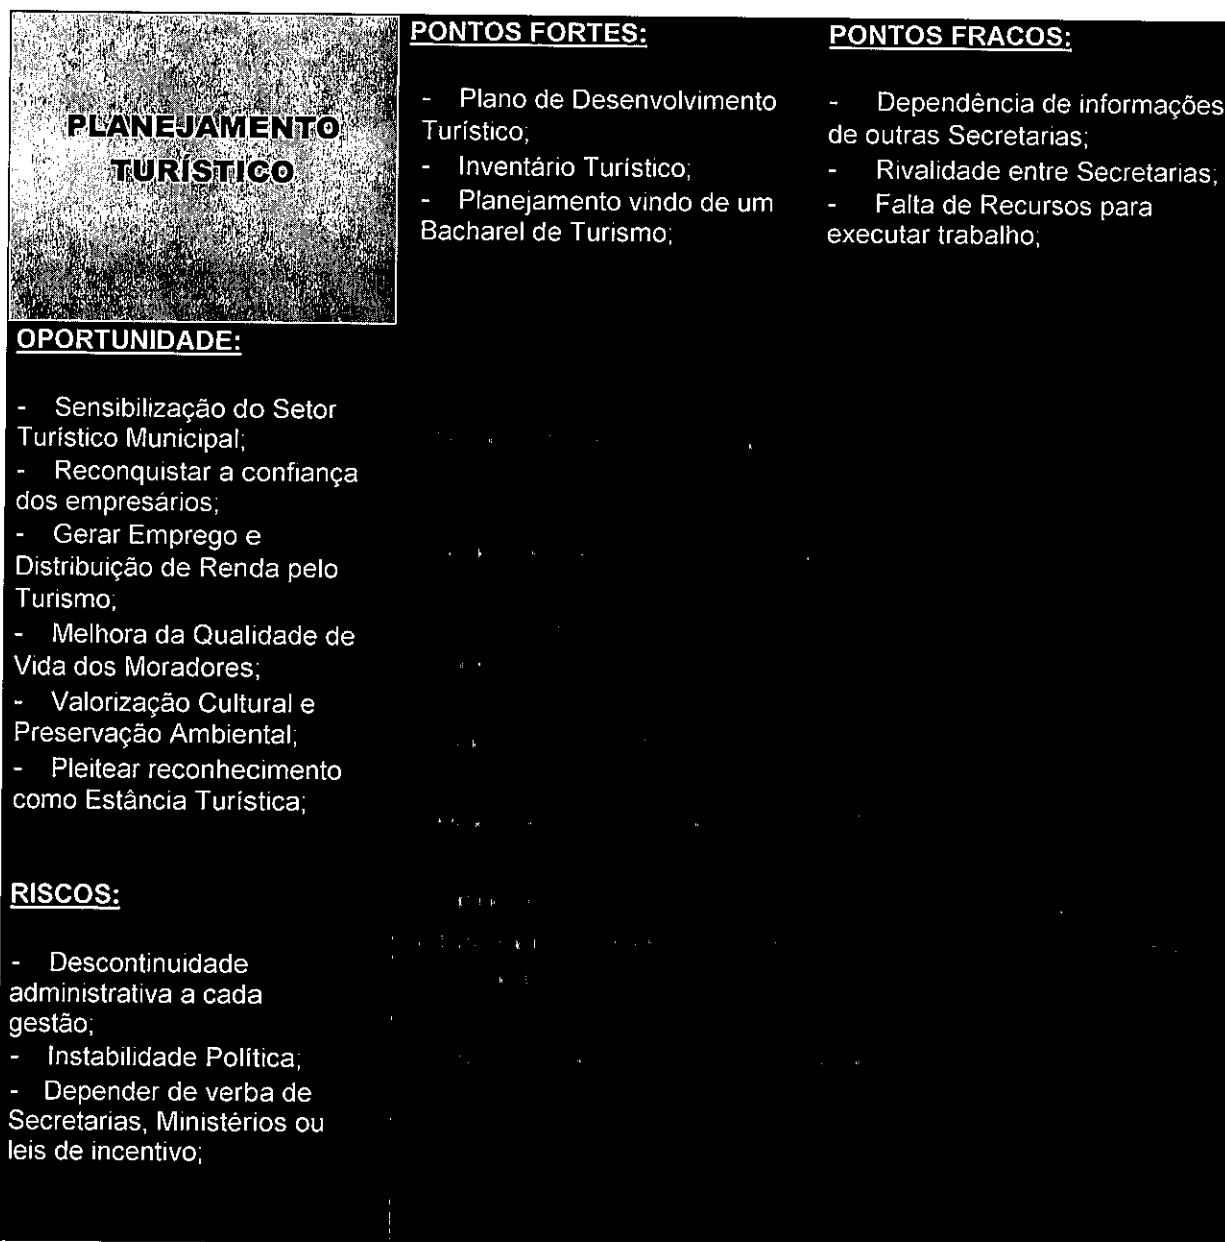 PLANEJAMENTO
TURÍSTICO
PONTOS FORTES:
- Plano de Desenvolvimento
Turístico;
- Inventário Turístico;
- Planejamento vindo de um
Bacharel de Turismo;
PONTOS FRACOS:
- Dependência de informações
de outras Secretarias;
- Rivalidade entre Secretarias;
- Falta de Recursos para
executar trabalho;
OPORTUNIDADE:
- Sensibilização do Setor
Turístico Municipal;
- Reconquistar a confiança
dos empresários;
- Gerar Emprego e
Distribuição de Renda pelo
Turismo;
- Melhora da Qualidade de
Vida dos Moradores;
- Valorização Cultural e
Preservação Ambiental;
- Pleitear reconhecimento
como Estância Turística;
RISCOS:
- Descontinuidade
administrativa a cada
gestão;
- Instabilidade Política;
- Depender de verba de
Secretarias, Ministérios ou
leis de incentivo;